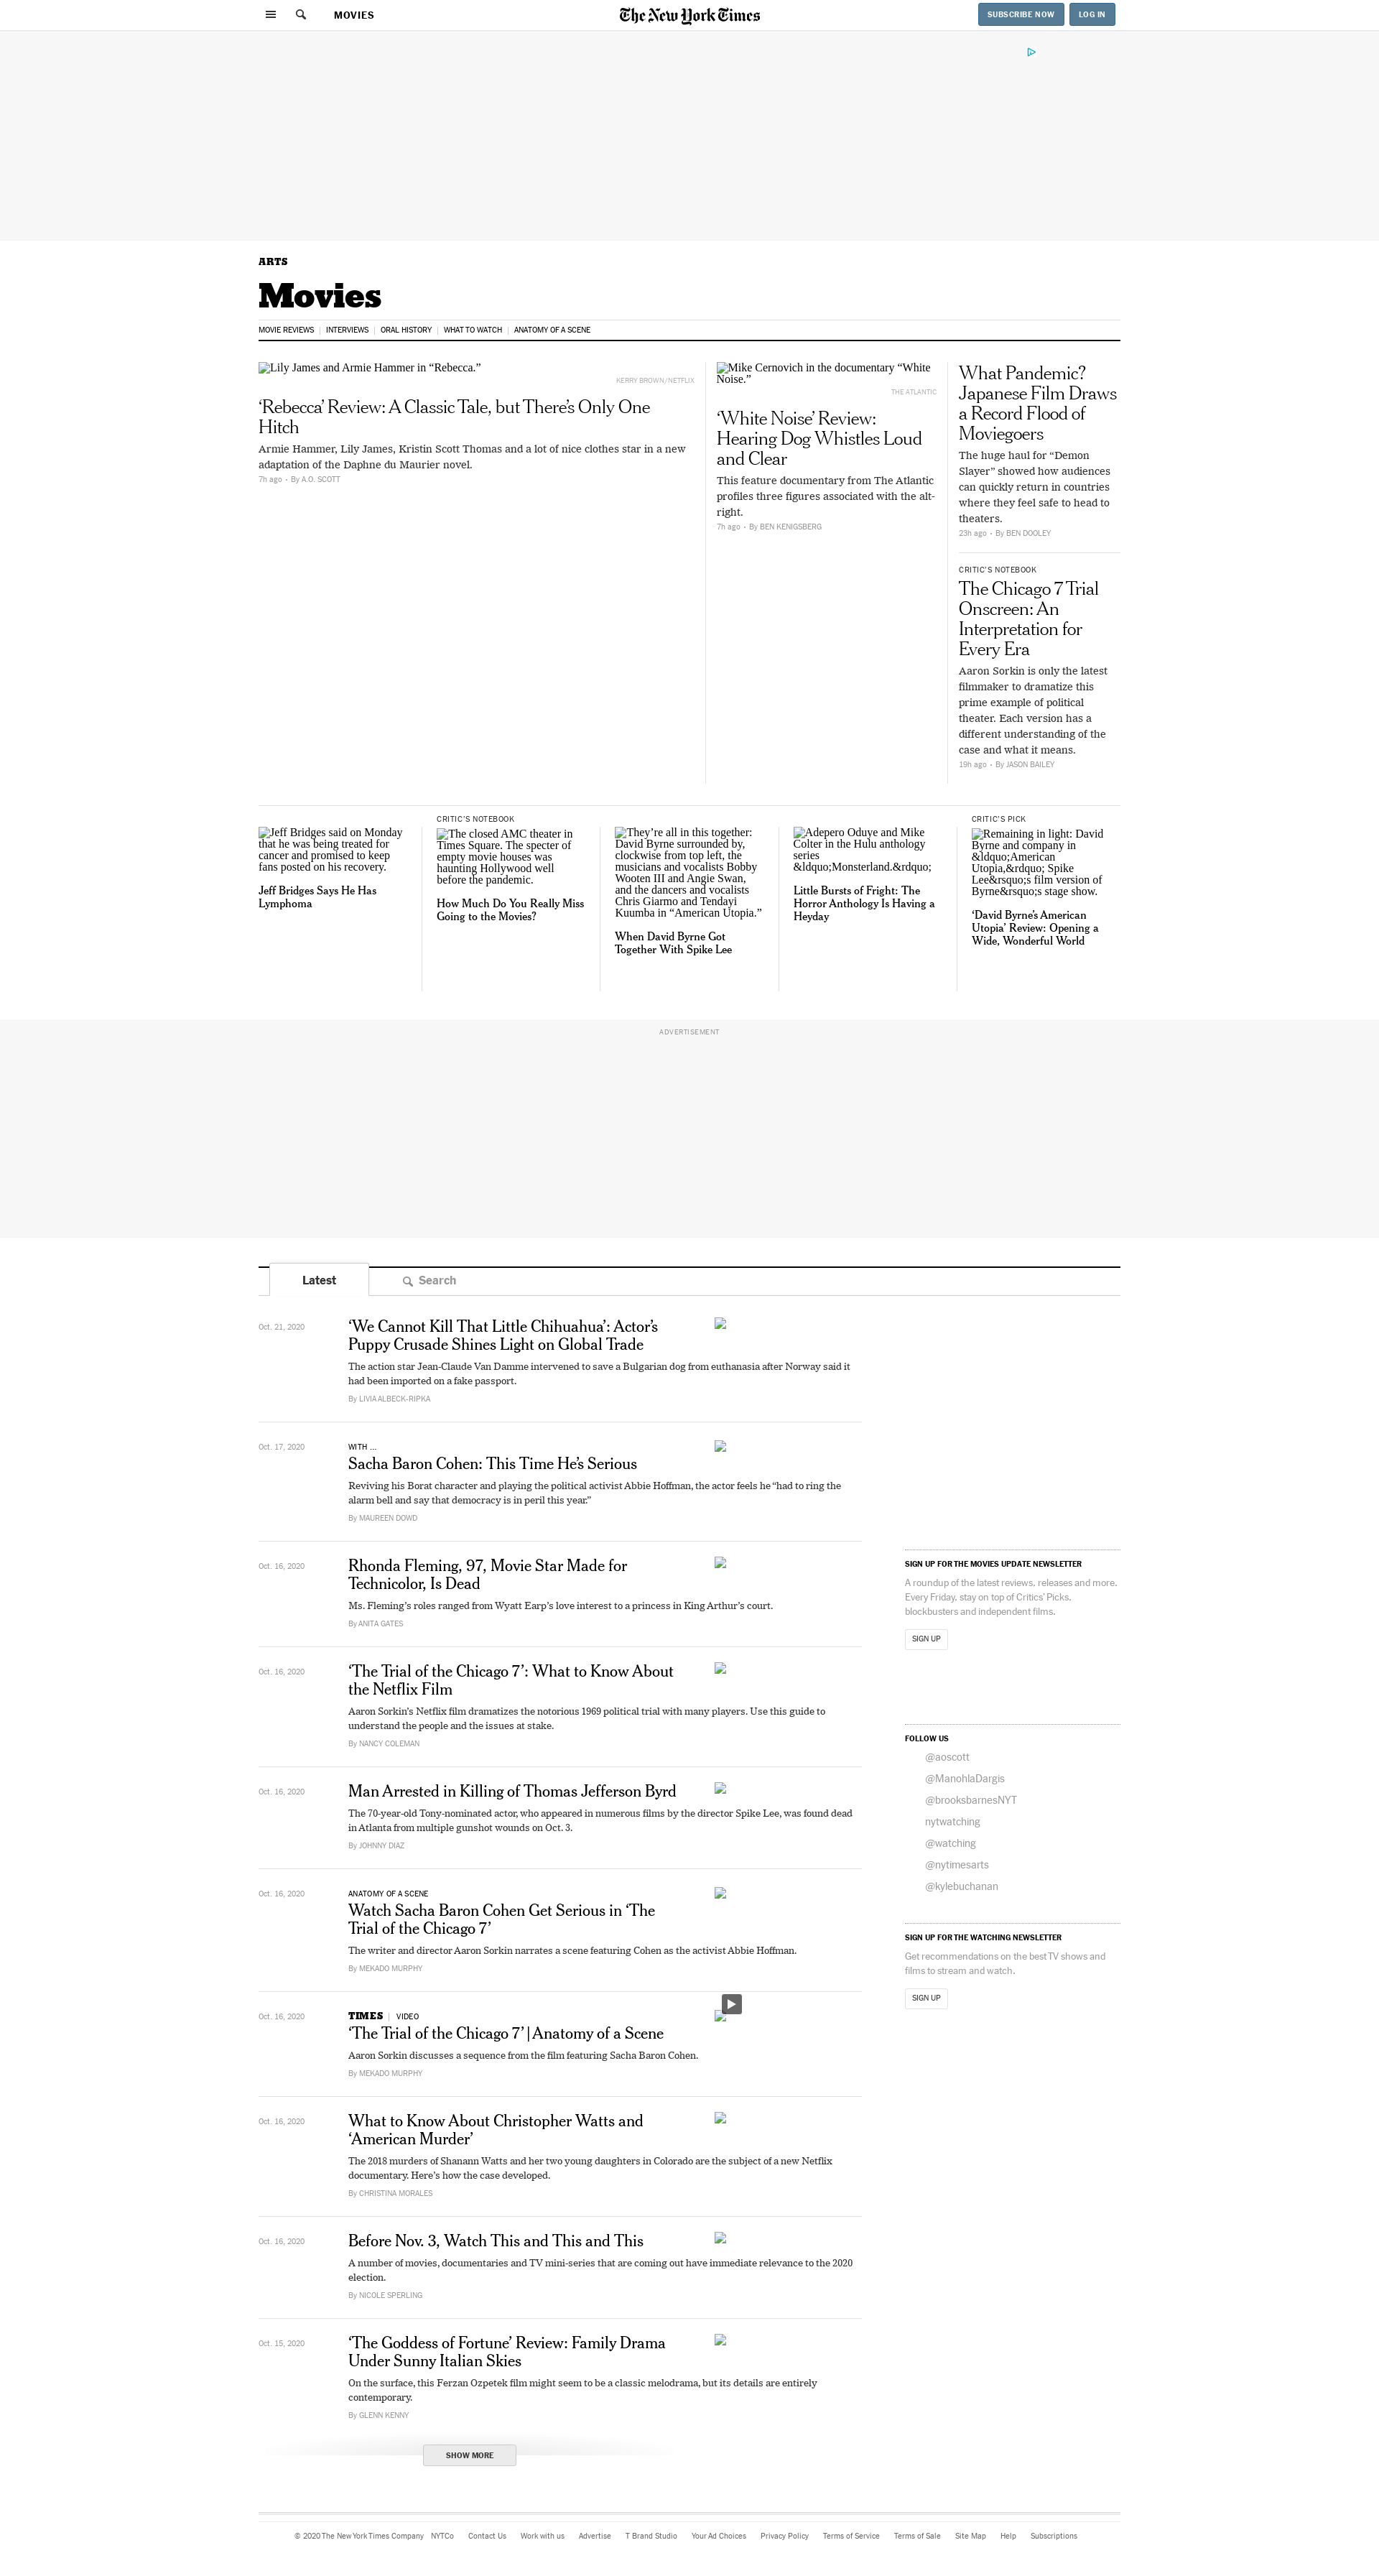 MOVIES
The New York Times
SUBSCRIBE NOW
LOG IN
ARTS
Movies
MOVIE REVIEWS
INTERVIEWS
ORAL HISTORY
WHAT TO WATCH
ANATOMY OF A SCENE
Lily James and Armie Hammer in “Rebecca.”
KERRY BROWN/NETFLIX
‘Rebecca’ Review: A Classic Tale, but There’s Only One
Hitch
Armie Hammer, Lily James, Kristin Scott Thomas and a lot of nice clothes star in a new
adaptation of the Daphne du Maurier novel.
7h ago • By A.O. SCOTT
Mike Cernovich in the documentary “White
Noise.”
THE ATLANTIC
‘White Noise’ Review:
Hearing Dog Whistles Loud
and Clear
This feature documentary from The Atlantic
profiles three figures associated with the alt-
right.
7h ago • By BEN KENIGSBERG
What Pandemic?
Japanese Film Draws
a Record Flood of
Moviegoers
The huge haul for “Demon
Slayer” showed how audiences
can quickly return in countries
where they feel safe to head to
theaters.
23h ago • By BEN DOOLEY
CRITIC’S NOTEBOOK
The Chicago 7 Trial
Onscreen: An
Interpretation for
Every Era
Aaron Sorkin is only the latest
filmmaker to dramatize this
prime example of political
theater. Each version has a
different understanding of the
case and what it means.
19h ago • By JASON BAILEY
Jeff Bridges said on Monday
that he was being treated for
cancer and promised to keep
fans posted on his recovery.
Jeff Bridges Says He Has
Lymphoma
CRITIC’S NOTEBOOK
The closed AMC theater in
Times Square. The specter of
empty movie houses was
haunting Hollywood well
before the pandemic.
How Much Do You Really Miss
Going to the Movies?
They’re all in this together:
David Byrne surrounded by,
clockwise from top left, the
musicians and vocalists Bobby
Wooten III and Angie Swan,
and the dancers and vocalists
Chris Giarmo and Tendayi
Kuumba in “American Utopia.”
When David Byrne Got
Together With Spike Lee
Adepero Oduye and Mike
Colter in the Hulu anthology
series
&ldquo;Monsterland.&rdquo;
Little Bursts of Fright: The
Horror Anthology Is Having a
Heyday
CRITIC’S PICK
Remaining in light: David
Byrne and company in
&ldquo;American
Utopia,&rdquo; Spike
Lee&rsquo;s film version of
Byrne&rsquo;s stage show.
‘David Byrne’s American
Utopia’ Review: Opening a
Wide, Wonderful World
ADVERTISEMENT
Latest
Search
Oct. 21, 2020
‘We Cannot Kill That Little Chihuahua’: Actor’s
Puppy Crusade Shines Light on Global Trade
The action star Jean-Claude Van Damme intervened to save a Bulgarian dog from euthanasia after Norway said it
had been imported on a fake passport.
By LIVIA ALBECK-RIPKA
Oct. 17, 2020
WITH ...
Sacha Baron Cohen: This Time He’s Serious
Reviving his Borat character and playing the political activist Abbie Hoffman, the actor feels he “had to ring the
alarm bell and say that democracy is in peril this year.”
By MAUREEN DOWD
Oct. 16, 2020
Rhonda Fleming, 97, Movie Star Made for
Technicolor, Is Dead
Ms. Fleming’s roles ranged from Wyatt Earp’s love interest to a princess in King Arthur’s court.
By ANITA GATES
Oct. 16, 2020
‘The Trial of the Chicago 7’: What to Know About
the Netflix Film
Aaron Sorkin’s Netflix film dramatizes the notorious 1969 political trial with many players. Use this guide to
understand the people and the issues at stake.
By NANCY COLEMAN
Oct. 16, 2020
Man Arrested in Killing of Thomas Jefferson Byrd
The 70-year-old Tony-nominated actor, who appeared in numerous films by the director Spike Lee, was found dead
in Atlanta from multiple gunshot wounds on Oct. 3.
By JOHNNY DIAZ
Oct. 16, 2020
ANATOMY OF A SCENE
Watch Sacha Baron Cohen Get Serious in ‘The
Trial of the Chicago 7’
The writer and director Aaron Sorkin narrates a scene featuring Cohen as the activist Abbie Hoffman.
By MEKADO MURPHY
Oct. 16, 2020
TIMES | VIDEO
‘The Trial of the Chicago 7’ | Anatomy of a Scene
Aaron Sorkin discusses a sequence from the film featuring Sacha Baron Cohen.
By MEKADO MURPHY
Oct. 16, 2020
What to Know About Christopher Watts and
‘American Murder’
The 2018 murders of Shanann Watts and her two young daughters in Colorado are the subject of a new Netflix
documentary. Here’s how the case developed.
By CHRISTINA MORALES
Oct. 16, 2020
Before Nov. 3, Watch This and This and This
A number of movies, documentaries and TV mini-series that are coming out have immediate relevance to the 2020
election.
By NICOLE SPERLING
Oct. 15, 2020
‘The Goddess of Fortune’ Review: Family Drama
Under Sunny Italian Skies
On the surface, this Ferzan Ozpetek film might seem to be a classic melodrama, but its details are entirely
contemporary.
By GLENN KENNY
SHOW MORE
SIGN UP FOR THE MOVIES UPDATE NEWSLETTER
A roundup of the latest reviews, releases and more.
Every Friday, stay on top of Critics’ Picks,
blockbusters and independent films.
SIGN UP
FOLLOW US
@aoscott
@ManohlaDargis
@brooksbarnesNYT
nytwatching
@watching
@nytimesarts
@kylebuchanan
SIGN UP FOR THE WATCHING NEWSLETTER
Get recommendations on the best TV shows and
films to stream and watch.
SIGN UP
© 2020 The New York Times Company
NYTCo
Contact Us
Work with us
Advertise
T Brand Studio
Your Ad Choices
Privacy Policy
Terms of Service
Terms of Sale
Site Map
Help
Subscriptions